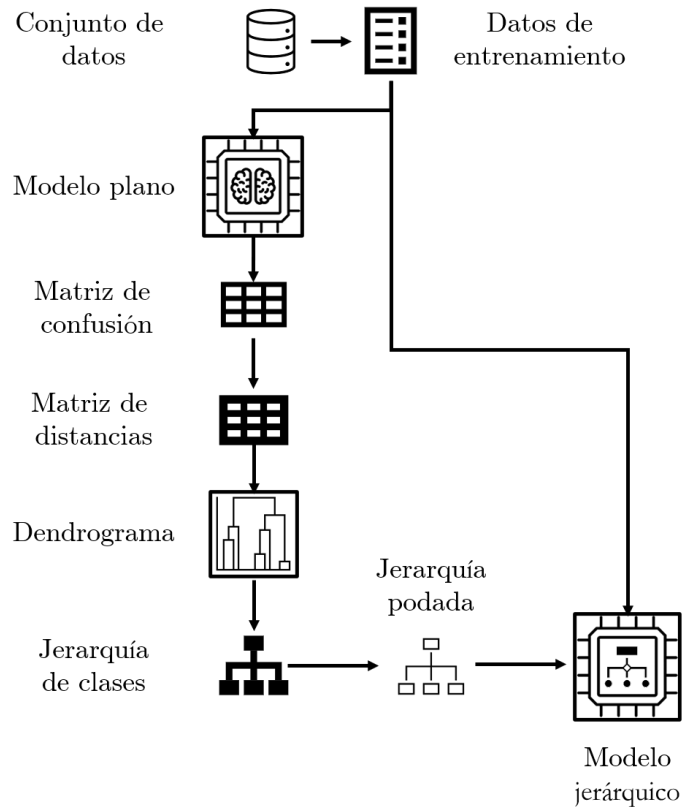 Conjunto de
datos
Datos de
entrenamiento
Modelo plano
Matriz de
confusión
Matriz de
distancias
Dendrograma
Jerarquía
podada
Jerarquía
de clases
Modelo
jerárquico